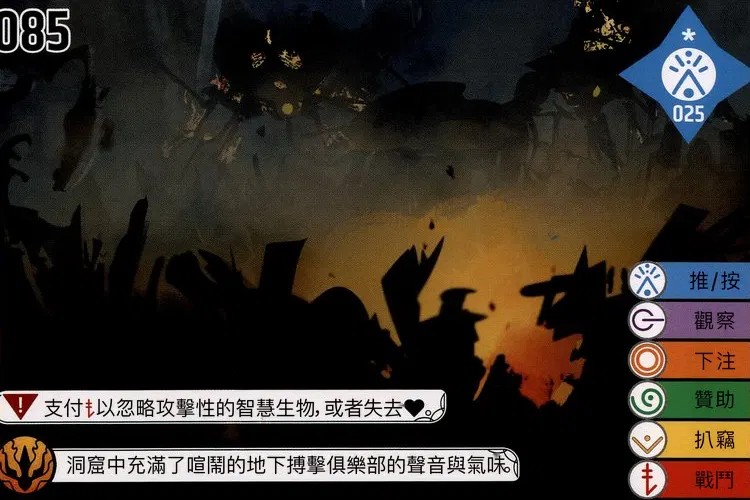 085
*
025
推/按
觀察
下注
贊助
扒竊
戰鬥
支付以忽略攻擊性的智慧生物,或者失去
洞窟中充滿了喧鬧的地下搏擊俱樂部的聲音與氣味。